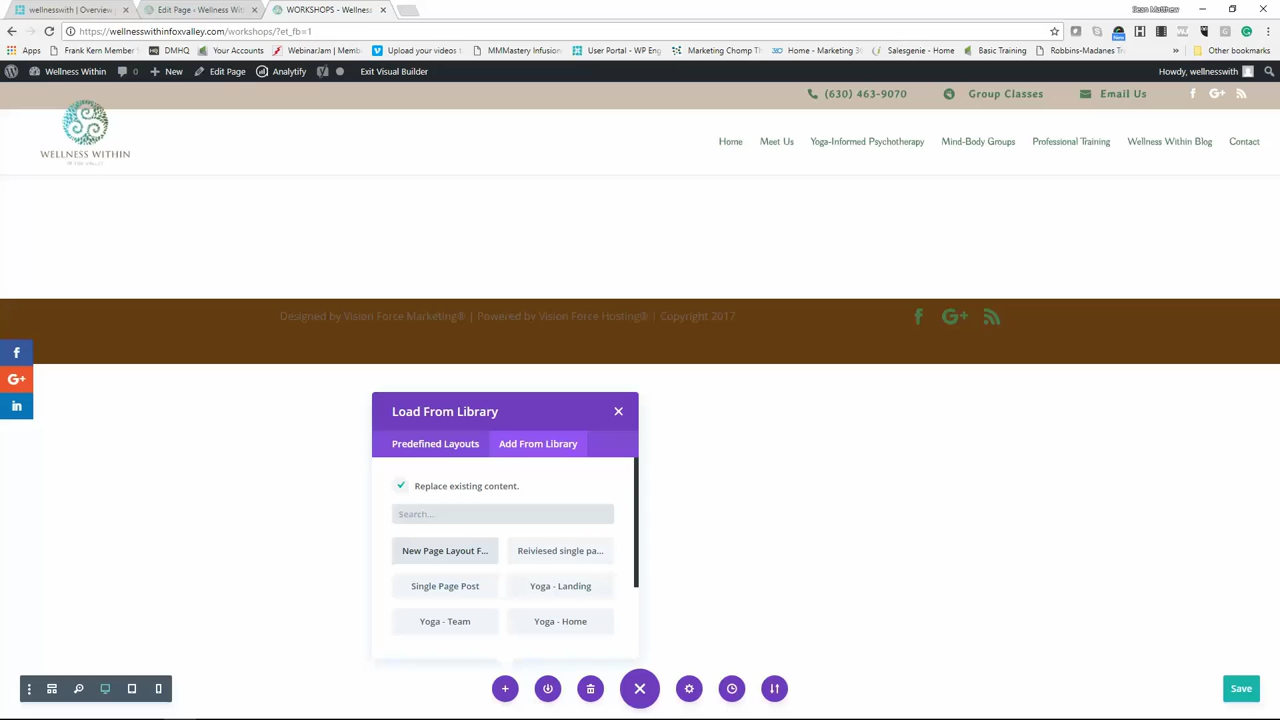 wellnesswith | Overview
Edit Page ‹ Wellness Wit
WORKSHOPS - Wellness
Sean Matthew
https://wellnesswithinfoxvalley.com/workshops/?et_fb=1
Apps
Frank Kern Member
DMHQ
Your Accounts
WebinarJam | Memb
Upload your videos
MMMastery Infusion
User Portal - WP Eng
Marketing Chomp Th
Home - Marketing 36
Salesgenie - Home
Basic Training
Robbins-Madanes Tr
»
Other bookmarks
Wellness Within
0
New
Edit Page
Analytify
Exit Visual Builder
Howdy, wellnesswith
(630) 463-9070
Group Classes
Email Us
WELLNESS WITHIN
Home
Meet Us
Yoga-Informed Psychotherapy
Mind-Body Groups
Professional Training
Wellness Within Blog
Contact
Designed by Vision Force Marketing® | Powered by Vision Force Hosting® | Copyright 2017
Load From Library
Predefined Layouts
Add From Library
Replace existing content.
Search...
New Page Layout F...
Reiviesed single pa...
Single Page Post
Yoga - Landing
Yoga - Team
Yoga - Home
Save